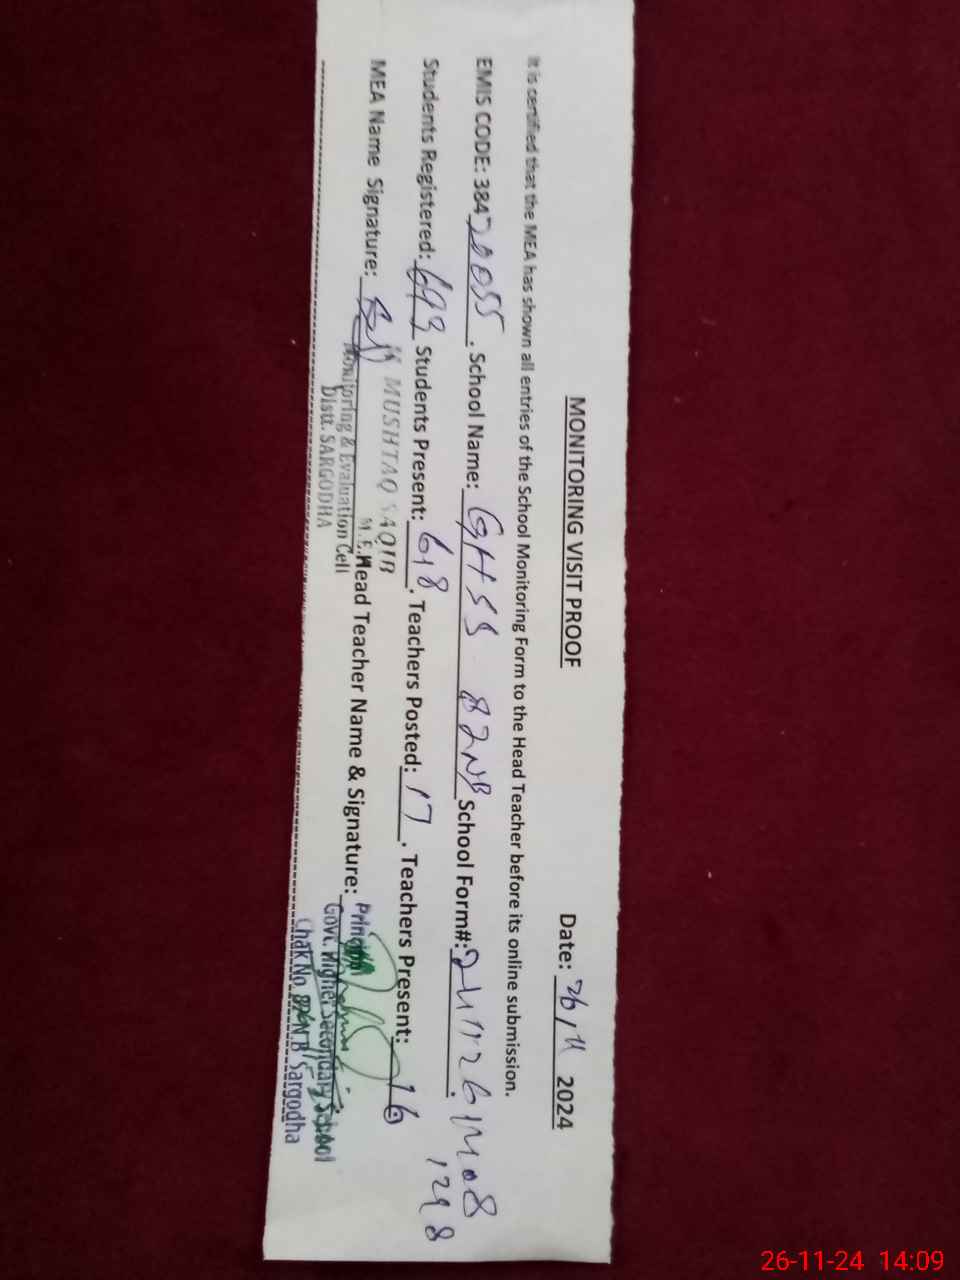 MONITORING VISIT PROOF
Date: 26/11 2024
It is certified that the MEA has shown all entries of the School Monitoring Form to the Head Teacher before its online submission.
EMIS CODE: 38420055. School Name: GHSS 82NB School Form#:
1298
Students Registered: 693 Students Present: 618. Teachers Posted: 17. Teachers Present: 16
MUSHTAQ SAQIB
M.E.
MEA Name Signature: Head Teacher Name & Signature: Principal
Monitoring & Evaluation Cell
Govt. Higher Secondary School
Distt. SARGODHA
Chak No. N.B Sargodha
26-11-24 14:09